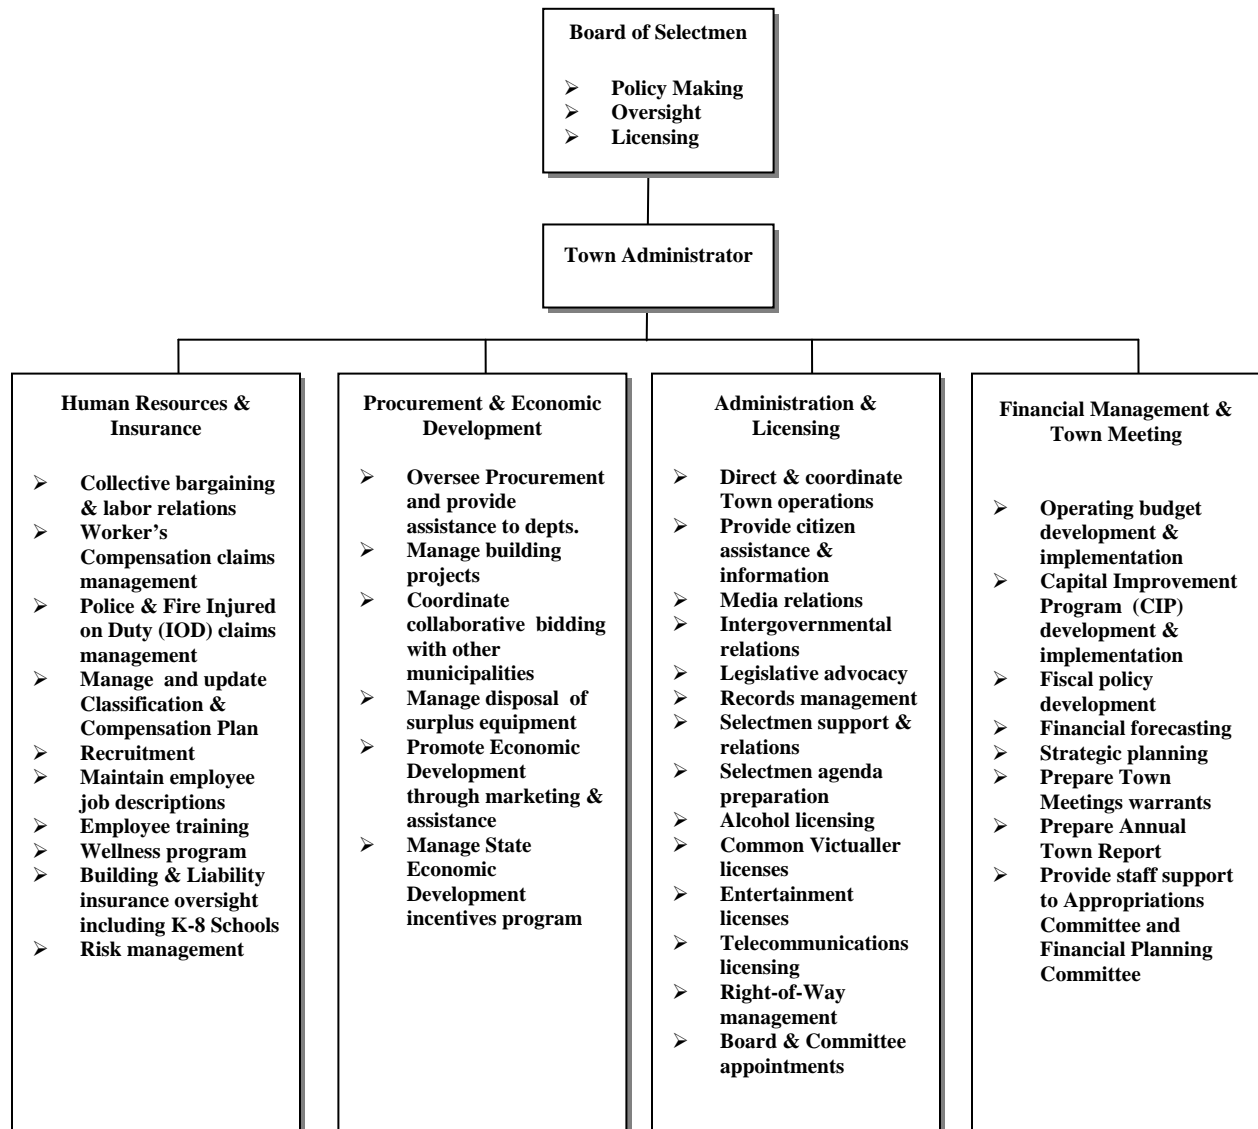 Board of Selectmen
➢ Policy Making
➢ Oversight
➢ Licensing
Town Administrator
Human Resources &
Insurance
➢ Collective bargaining
& labor relations
➢ Worker’s
Compensation claims
management
➢ Police & Fire Injured
on Duty (IOD) claims
management
➢ Manage and update
Classification &
Compensation Plan
➢ Recruitment
➢ Maintain employee
job descriptions
➢ Employee training
➢ Wellness program
➢ Building & Liability
insurance oversight
including K-8 Schools
➢ Risk management
Procurement & Economic
Development
➢ Oversee Procurement
and provide
assistance to depts.
➢ Manage building
projects
➢ Coordinate
collaborative bidding
with other
municipalities
➢ Manage disposal of
surplus equipment
➢ Promote Economic
Development
through marketing &
assistance
➢ Manage State
Economic
Development
incentives program
Administration &
Licensing
➢ Direct & coordinate
Town operations
➢ Provide citizen
assistance &
information
➢ Media relations
➢ Intergovernmental
relations
➢ Legislative advocacy
➢ Records management
➢ Selectmen support &
relations
➢ Selectmen agenda
preparation
➢ Alcohol licensing
➢ Common Victualler
licenses
➢ Entertainment
licenses
➢ Telecommunications
licensing
➢ Right-of-Way
management
➢ Board & Committee
appointments
Financial Management &
Town Meeting
➢ Operating budget
development &
implementation
➢ Capital Improvement
Program (CIP)
development &
implementation
➢ Fiscal policy
development
➢ Financial forecasting
➢ Strategic planning
➢ Prepare Town
Meetings warrants
➢ Prepare Annual
Town Report
➢ Provide staff support
to Appropriations
Committee and
Financial Planning
Committee